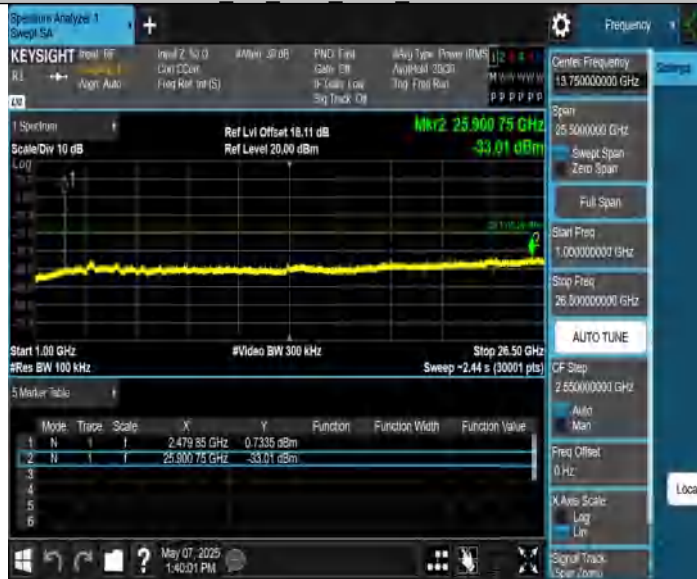 Spectrum Analyzer 1
Swept SA
+
Frequency
KEYSIGHT
Input: RF
RL
Align: Auto
Input Z: 50 Ω
Corr CCorr
Freq Ref: Int (S)
#Atten: 30 dB
PNO: Fast
Gate: Off
IF Gain: Low
Sig Track: Off
#Avg Type: Power (RMS
Trig: Free Run
P P P P P
Center Frequency
13.750000000 GHz
Settings
Span
25.5000000 GHz
Swept Span
Zero Span
Full Span
Start Freq
1.000000000 GHz
Stop Freq
26.500000000 GHz
AUTO TUNE
CF Step
2.550000000 GHz
Auto
Man
Freq Offset
0 Hz
X Axis Scale
Log
Lin
Signal Track
(Span Zoom)
Loca
1 Spectrum
Scale/Div 10 dB
Log
Ref Lvl Offset 18.11 dB
Ref Level 20.00 dBm
Mkr2 25.900 75 GHz
-33.01 dBm
1
2
Start 1.00 GHz
#Res BW 100 kHz
#Video BW 300 kHz
Stop 26.50 GHz
Sweep ~2.44 s (30001 pts)
5 Marker Table
Mode Trace Scale X Y Function Function Width Function Value
1 N 1 f 2.479 85 GHz 0.7335 dBm
2 N 1 f 25.900 75 GHz -33.01 dBm
3
4
5
6
?
May 07, 2025
1:40:01 PM